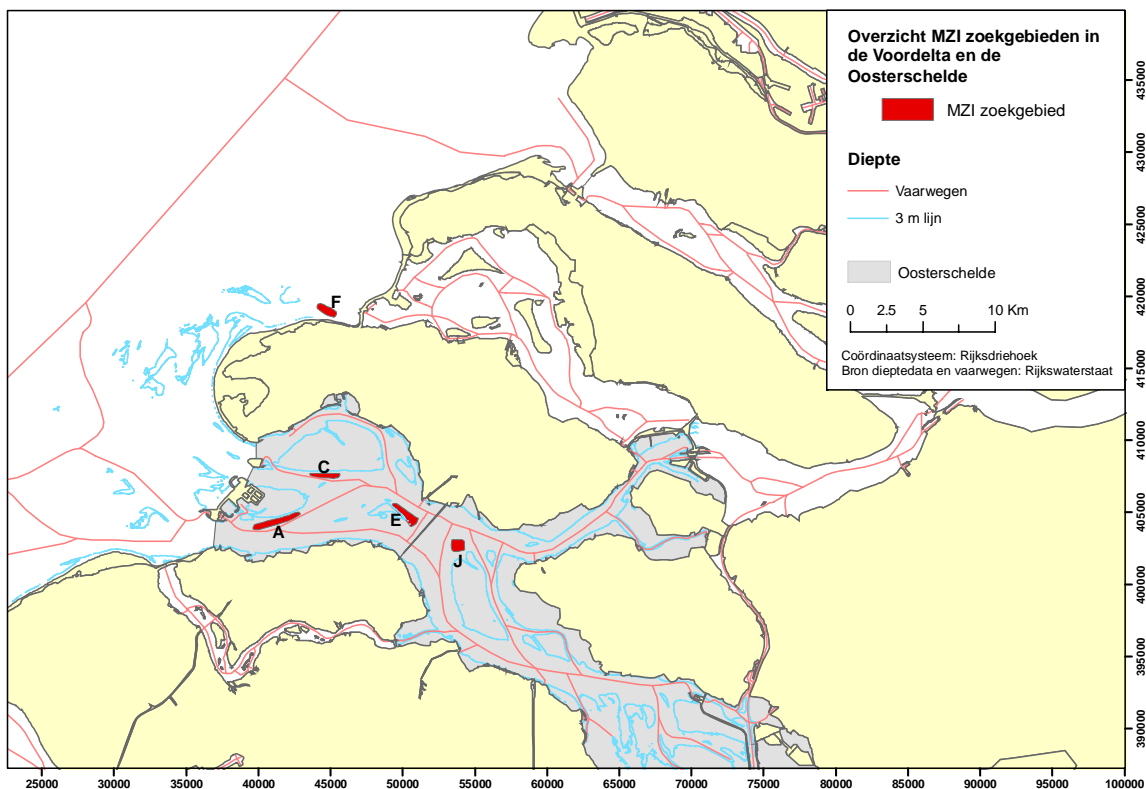 Overzicht MZI zoekgebieden in
de Voordelta en de
Oosterschelde
MZI zoekgebied
Diepte
Vaarwegen
3 m lijn
Oosterschelde
0 2.5 5 10 Km
Coördinaatsysteem: Rijksdriehoek
Bron dieptedata en vaarwegen: Rijkswaterstaat
F
C
A
E
J
435000
430000
425000
420000
415000
410000
405000
400000
395000
390000
25000 30000 35000 40000 45000 50000 55000 60000 65000 70000 75000 80000 85000 90000 95000 100000